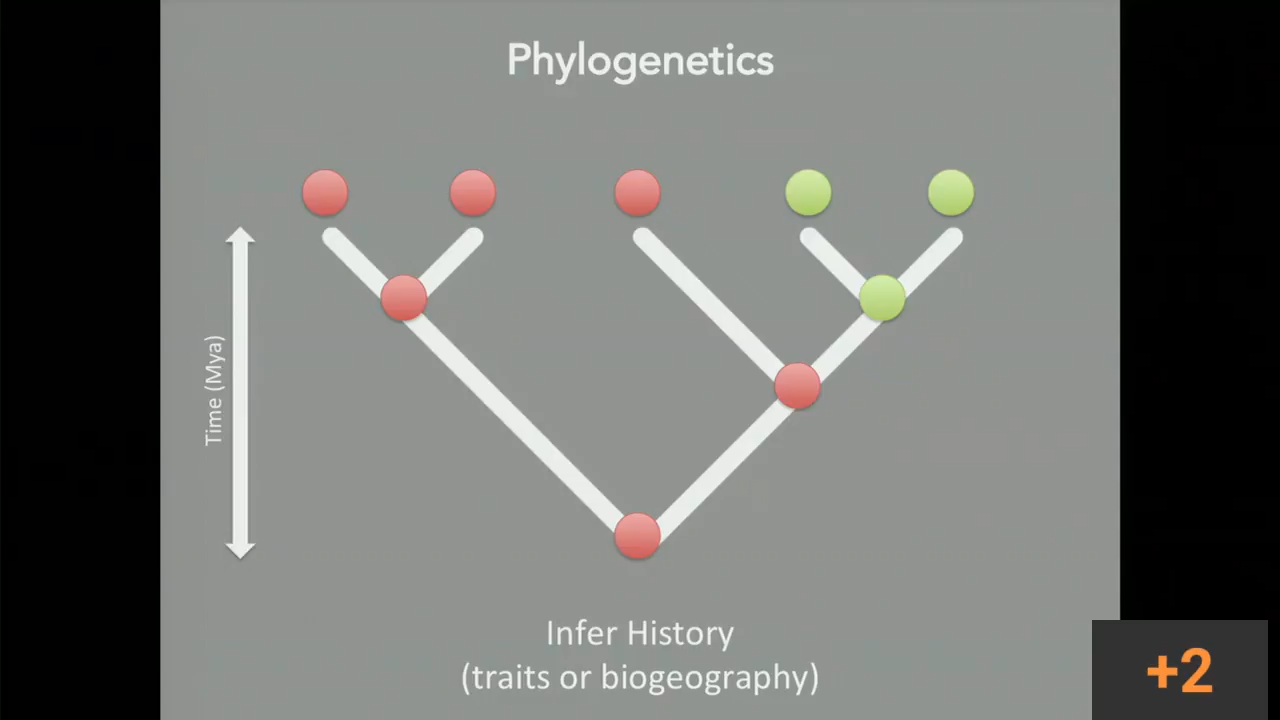 Phylogenetics
Time (Mya)
Infer History
(traits or biogeography)
+2